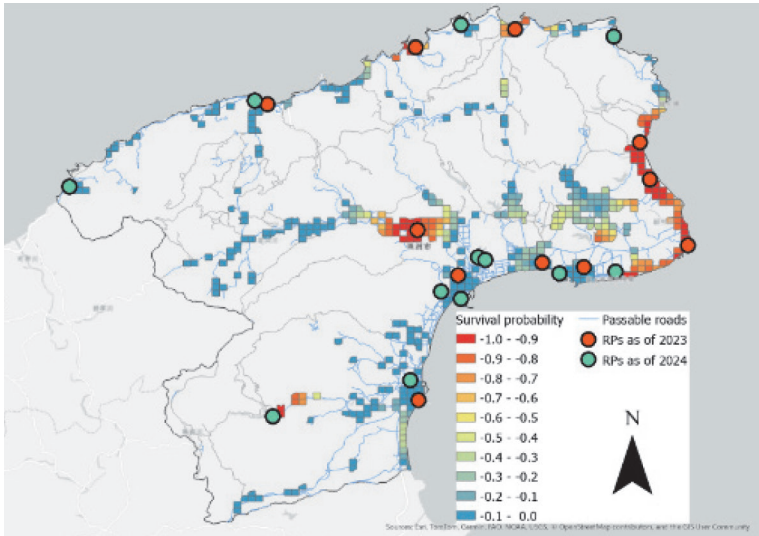 Survival probability
-1.0 - -0.9
-0.9 - -0.8
-0.8 - -0.7
-0.7 - -0.6
-0.6 - -0.5
-0.5 - -0.4
-0.4 - -0.3
-0.3 - -0.2
-0.2 - -0.1
-0.1 - 0.0
Passable roads
RPs as of 2023
RPs as of 2024
N
Sources: Esri, TomTom, Garmin, FAO, NOAA, USGS, © OpenStreetMap contributors, and the GIS User Community